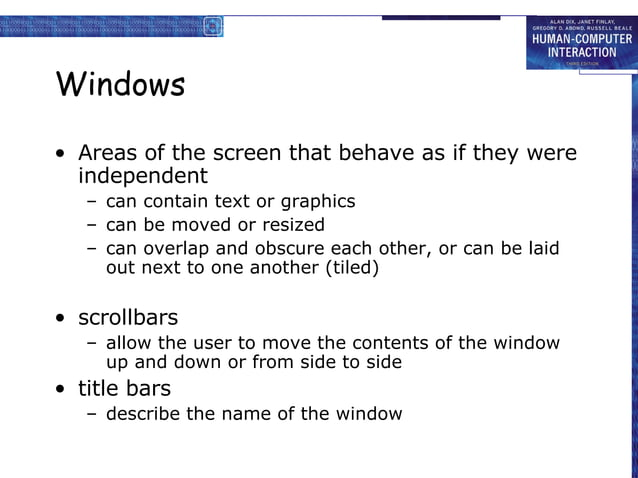 ALAN DIX, JANET FINLAY,
GREGORY D. ABOWD, RUSSELL BEALE
HUMAN-COMPUTER
INTERACTION
THIRD EDITION
Windows
• Areas of the screen that behave as if they were
independent
– can contain text or graphics
– can be moved or resized
– can overlap and obscure each other, or can be laid
out next to one another (tiled)
• scrollbars
– allow the user to move the contents of the window
up and down or from side to side
• title bars
– describe the name of the window